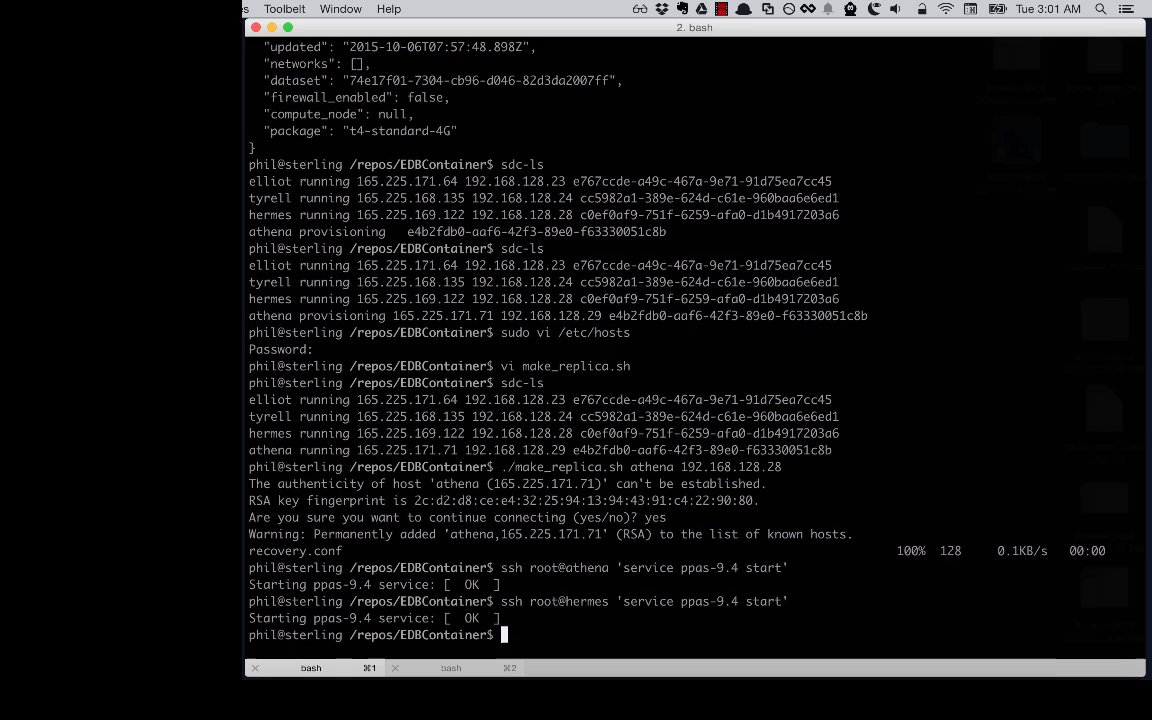 s Toolbelt Window Help Tue 3:01 AM
2. bash
"updated": "2015-10-06T07:57:48.898Z",
"networks": [],
"dataset": "74e17f01-7304-cb96-d046-82d3da2007ff",
"firewall_enabled": false,
"compute_node": null,
"package": "t4-standard-4G"
}
phil@sterling /repos/EDBContainer$ sdc-ls
elliot running 165.225.171.64 192.168.128.23 e767ccde-a49c-467a-9e71-91d75ea7cc45
tyrell running 165.225.168.135 192.168.128.24 cc5982a1-389e-624d-c61e-960baa6e6ed1
hermes running 165.225.169.122 192.168.128.28 c0ef0af9-751f-6259-afa0-d1b4917203a6
athena provisioning   e4b2fdb0-aaf6-42f3-89e0-f63330051c8b
phil@sterling /repos/EDBContainer$ sdc-ls
elliot running 165.225.171.64 192.168.128.23 e767ccde-a49c-467a-9e71-91d75ea7cc45
tyrell running 165.225.168.135 192.168.128.24 cc5982a1-389e-624d-c61e-960baa6e6ed1
hermes running 165.225.169.122 192.168.128.28 c0ef0af9-751f-6259-afa0-d1b4917203a6
athena provisioning 165.225.171.71 192.168.128.29 e4b2fdb0-aaf6-42f3-89e0-f63330051c8b
phil@sterling /repos/EDBContainer$ sudo vi /etc/hosts
Password:
phil@sterling /repos/EDBContainer$ vi make_replica.sh
phil@sterling /repos/EDBContainer$ sdc-ls
elliot running 165.225.171.64 192.168.128.23 e767ccde-a49c-467a-9e71-91d75ea7cc45
tyrell running 165.225.168.135 192.168.128.24 cc5982a1-389e-624d-c61e-960baa6e6ed1
hermes running 165.225.169.122 192.168.128.28 c0ef0af9-751f-6259-afa0-d1b4917203a6
athena running 165.225.171.71 192.168.128.29 e4b2fdb0-aaf6-42f3-89e0-f63330051c8b
phil@sterling /repos/EDBContainer$ ./make_replica.sh athena 192.168.128.28
The authenticity of host 'athena (165.225.171.71)' can't be established.
RSA key fingerprint is 2c:d2:d8:ce:e4:32:25:94:13:94:43:91:c4:22:90:80.
Are you sure you want to continue connecting (yes/no)? yes
Warning: Permanently added 'athena,165.225.171.71' (RSA) to the list of known hosts.
recovery.conf 100% 128 0.1KB/s 00:00
phil@sterling /repos/EDBContainer$ ssh root@athena 'service ppas-9.4 start'
Starting ppas-9.4 service: [  OK  ]
phil@sterling /repos/EDBContainer$ ssh root@hermes 'service ppas-9.4 start'
Starting ppas-9.4 service: [  OK  ]
phil@sterling /repos/EDBContainer$
bash ⌘1 bash ⌘2